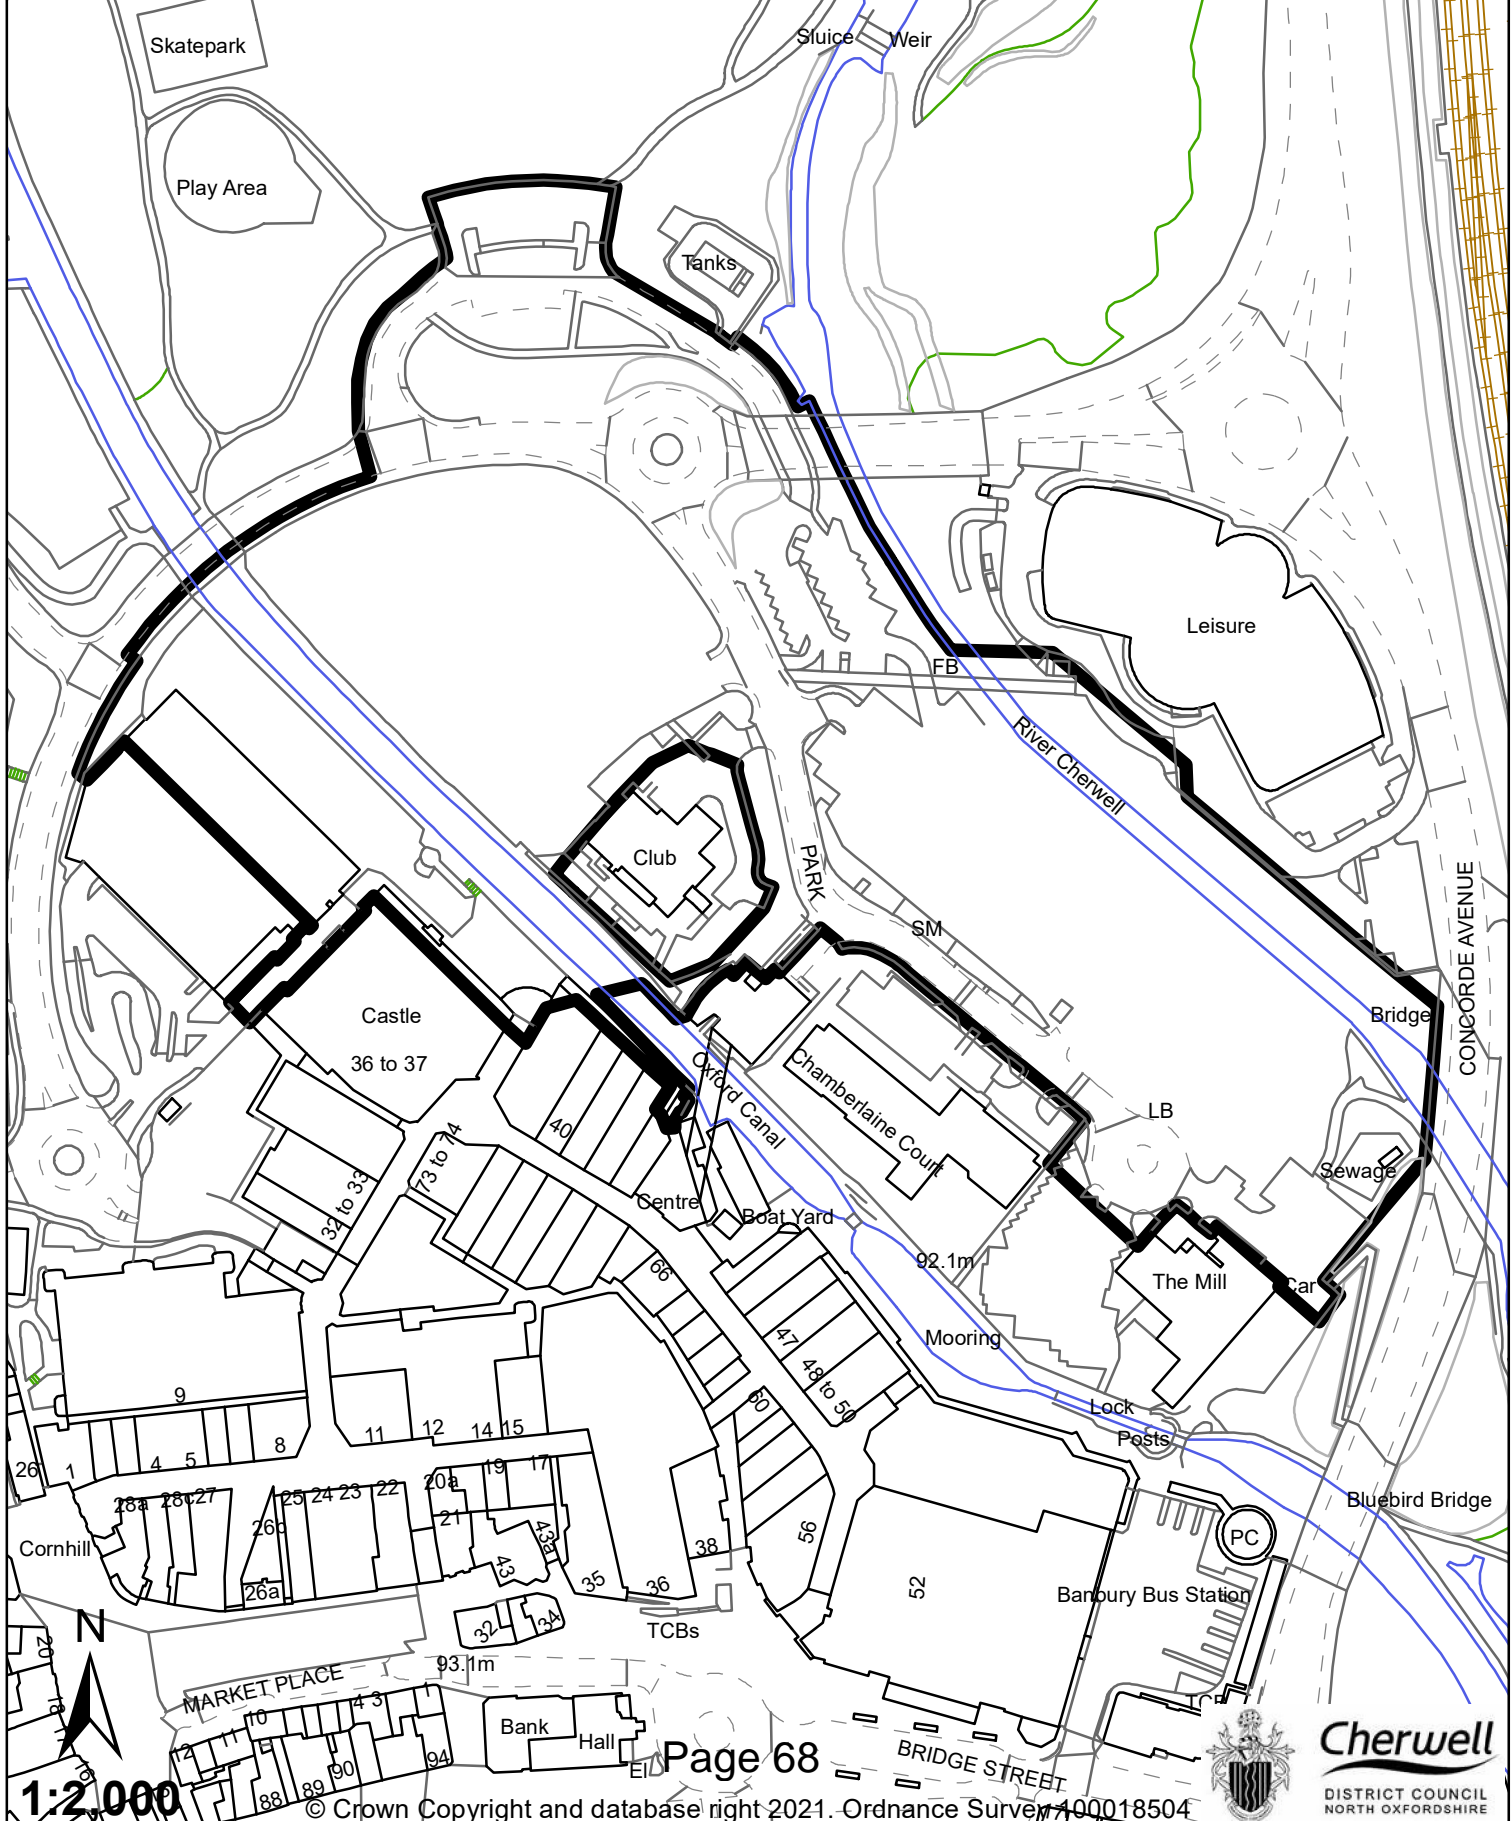 Skatepark
Sluice
Weir
Play Area
Tanks
Leisure
FB
River Cherwell
Club
PARK
SM
CONCORDE AVENUE
Castle
36 to 37
Bridge
Oxford Canal
Chamberlaine Court
LB
40
73 to 74
Sewage
32 to 33
Centre
Boat Yard
92.1m
66
The Mill
Car
47
48 to 50
Mooring
9
60
Lock
Posts
11
12
14
15
8
26
1
4
5
28a
28c
27
25
24
23
22
20a
19
17
21
26c
43a
43
Bluebird Bridge
PC
Cornhill
26a
35
36
38
56
52
Banbury Bus Station
32
34
TCBs
N
20
93.1m
MARKET PLACE
18
17
16
12
11
10
4
3
1
Bank
Hall
El
88
89
90
94
Page 68
BRIDGE STREET
1:2,000
© Crown Copyright and database right 2021. Ordnance Survey 100018504
Cherwell
DISTRICT COUNCIL
NORTH OXFORDSHIRE